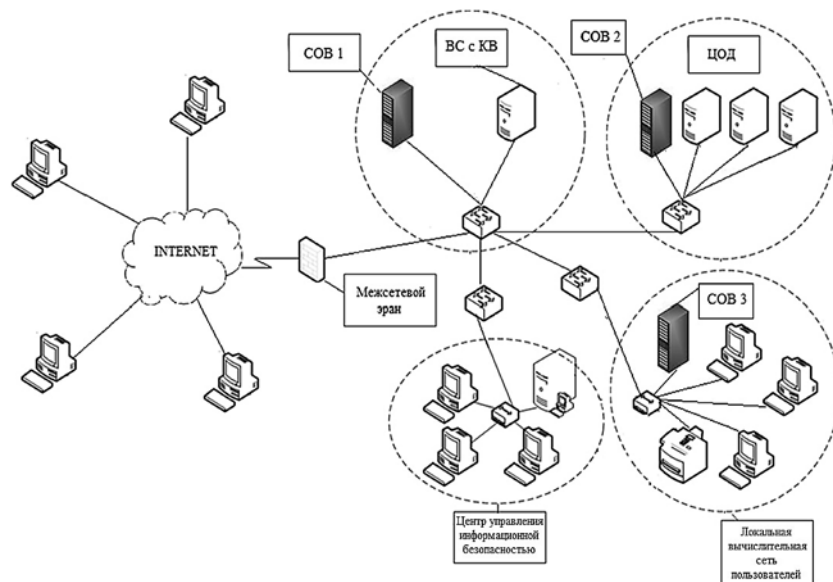 СОВ 1
ВС с КВ
СОВ 2
ЦОД
INTERNET
Межсетевой
эран
СОВ 3
Центр управления
информационной
безопасностью
Локальная
вычислительная
сеть
пользователей